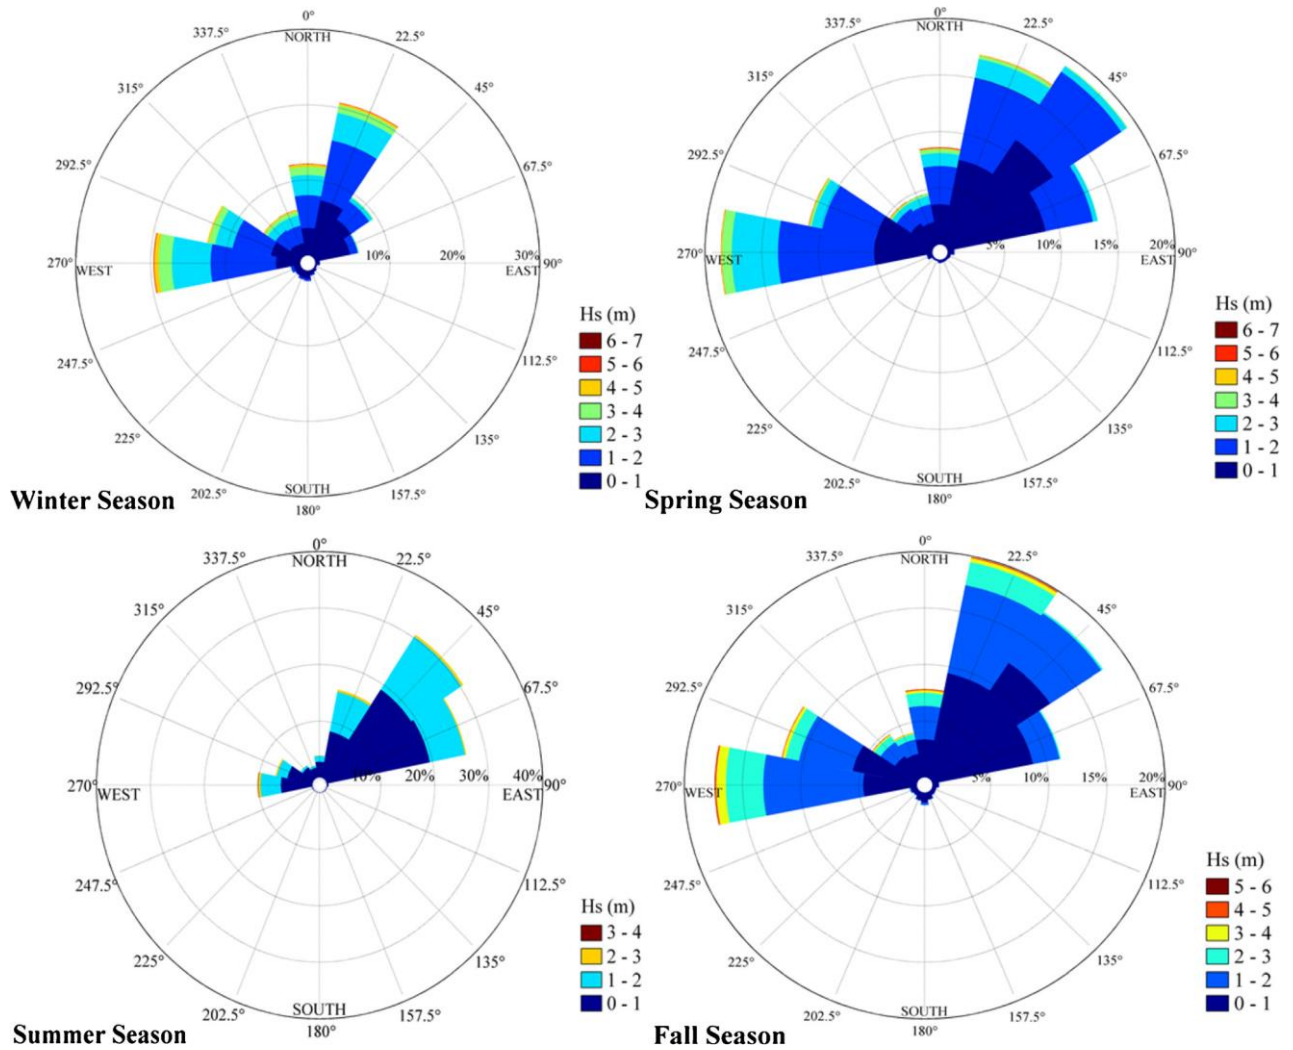 0°
NORTH
22.5°
45°
67.5°
10% 20% 30% 90°
EAST
112.5°
135°
157.5°
SOUTH
180°
202.5°
225°
247.5°
270° WEST
292.5°
315°
337.5°
Hs (m)
6 - 7
5 - 6
4 - 5
3 - 4
2 - 3
1 - 2
0 - 1
Winter Season
0°
NORTH
22.5°
45°
67.5°
5% 10% 15% 20% 90°
EAST
112.5°
135°
157.5°
SOUTH
180°
202.5°
225°
247.5°
270° WEST
292.5°
315°
337.5°
Hs (m)
6 - 7
5 - 6
4 - 5
3 - 4
2 - 3
1 - 2
0 - 1
Spring Season
0°
NORTH
22.5°
45°
67.5°
10% 20% 30% 40% 90°
EAST
112.5°
135°
157.5°
SOUTH
180°
202.5°
225°
247.5°
270° WEST
292.5°
315°
337.5°
Hs (m)
3 - 4
2 - 3
1 - 2
0 - 1
Summer Season
0°
NORTH
22.5°
45°
67.5°
5% 10% 15% 20% 90°
EAST
112.5°
135°
157.5°
SOUTH
180°
202.5°
225°
247.5°
270° WEST
292.5°
315°
337.5°
Hs (m)
5 - 6
4 - 5
3 - 4
2 - 3
1 - 2
0 - 1
Fall Season